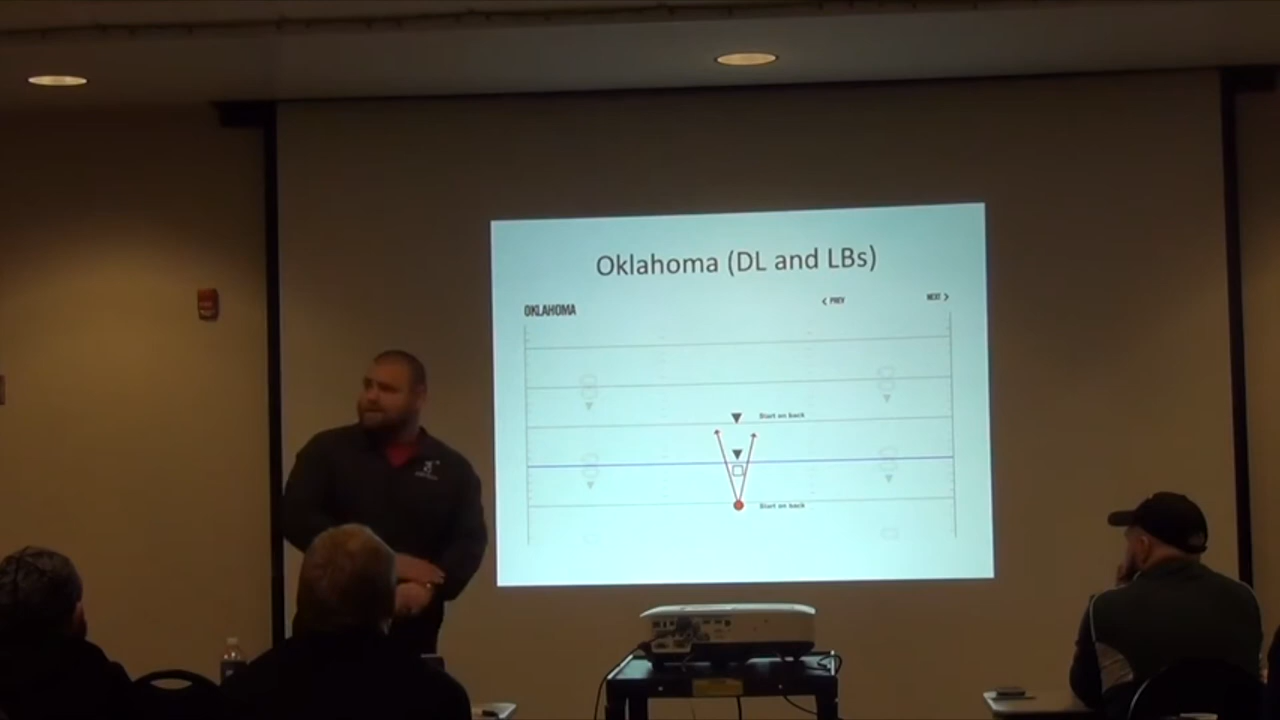 Oklahoma (DL and LBs)
OKLAHOMA
< PREV
NEXT >
Start on back
Start on back